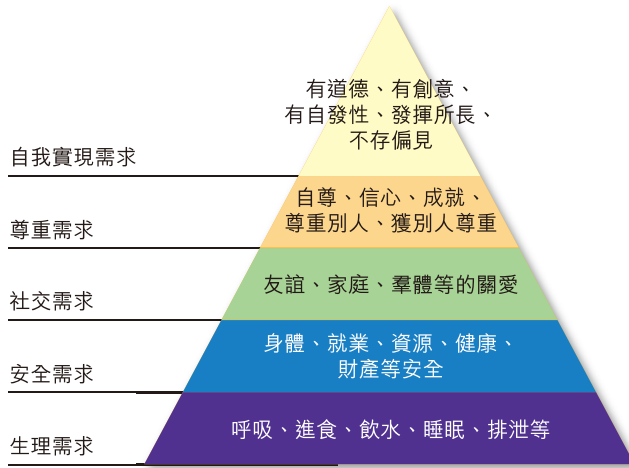 有道德、有創意、
有自發性、發揮所長、
不存偏見
自我實現需求
自尊、信心、成就、
尊重別人、獲別人尊重
尊重需求
友誼、家庭、羣體等的關愛
社交需求
身體、就業、資源、健康、
財產等安全
安全需求
呼吸、進食、飲水、睡眠、排泄等
生理需求